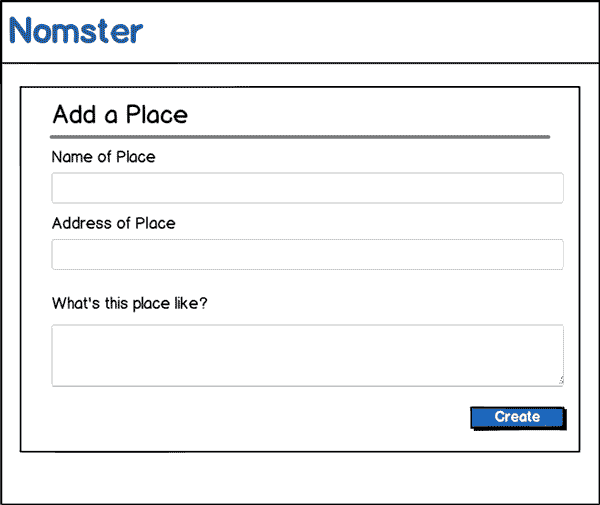 Nomster
Add a Place
Name of Place
Address of Place
What's this place like?
Create